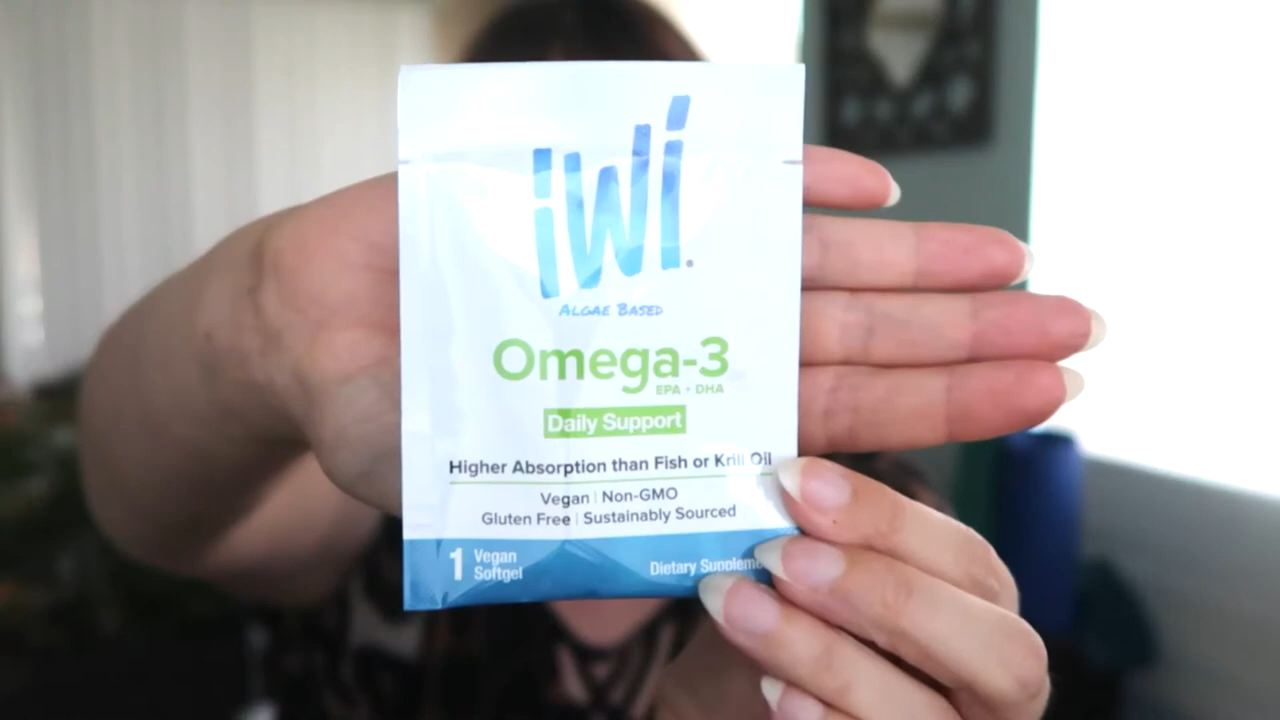 iwi.
ALGAE BASED
Omega-3
EPA + DHA
Daily Support
Higher Absorption than Fish or Krill Oil
Vegan | Non-GMO
Gluten Free | Sustainably Sourced
1 Vegan Softgel
Dietary